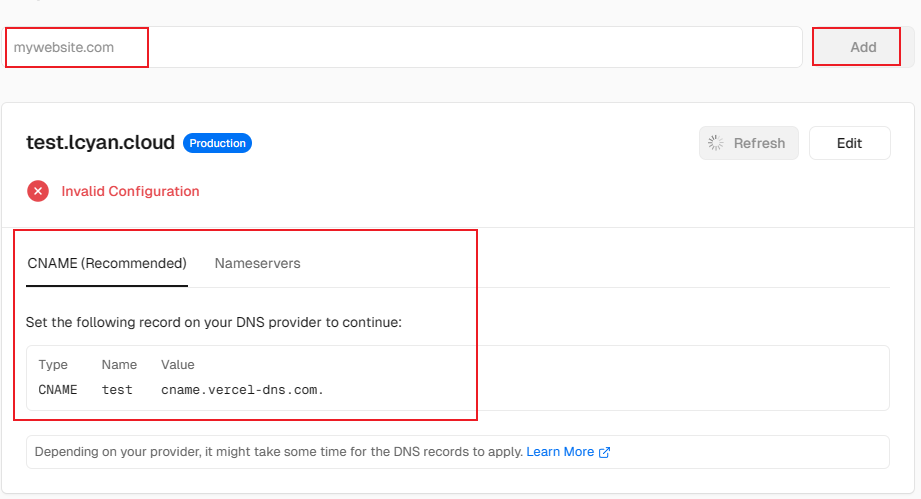 mywebsite.com
Add
test.lcyan.cloud Production
Refresh
Edit
Invalid Configuration
CNAME (Recommended) Nameservers
Set the following record on your DNS provider to continue:
Type Name Value
CNAME test cname.vercel-dns.com.
Depending on your provider, it might take some time for the DNS records to apply. Learn More